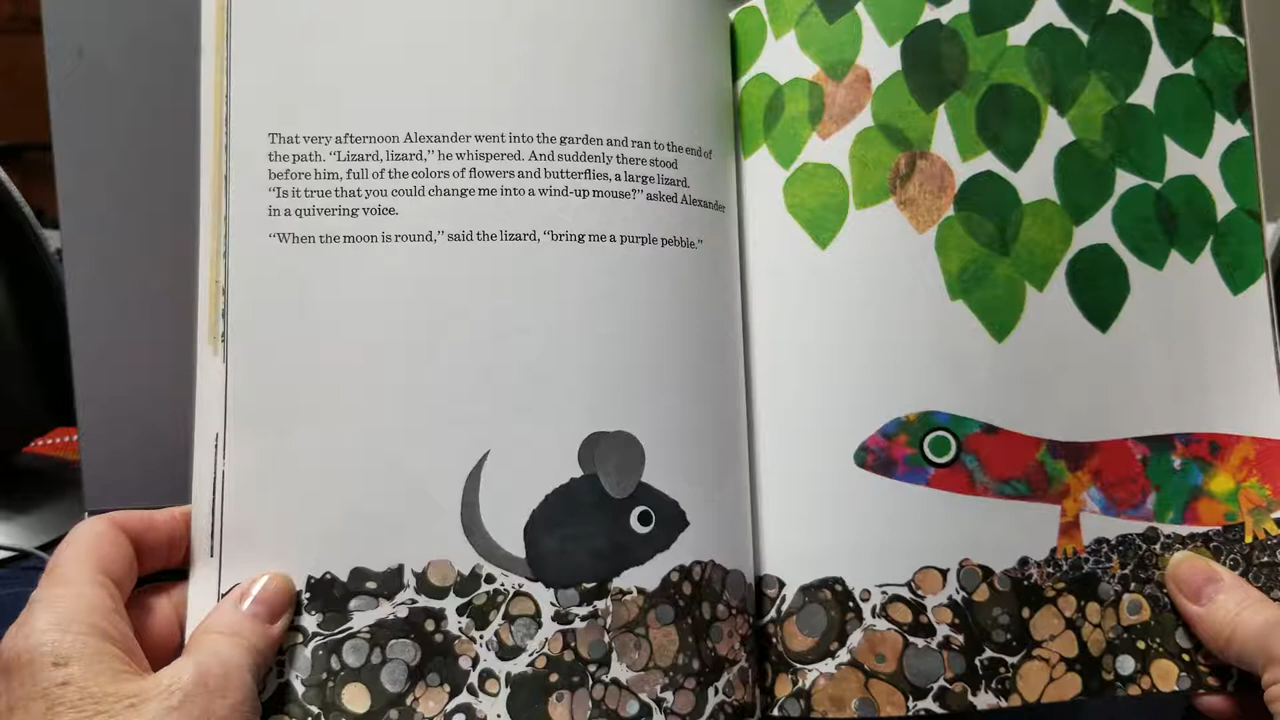 That very afternoon Alexander went into the garden and ran to the end of
the path. “Lizard, lizard,” he whispered. And suddenly there stood
before him, full of the colors of flowers and butterflies, a large lizard.
“Is it true that you could change me into a wind-up mouse?” asked Alexander
in a quivering voice.
“When the moon is round,” said the lizard, “bring me a purple pebble.”